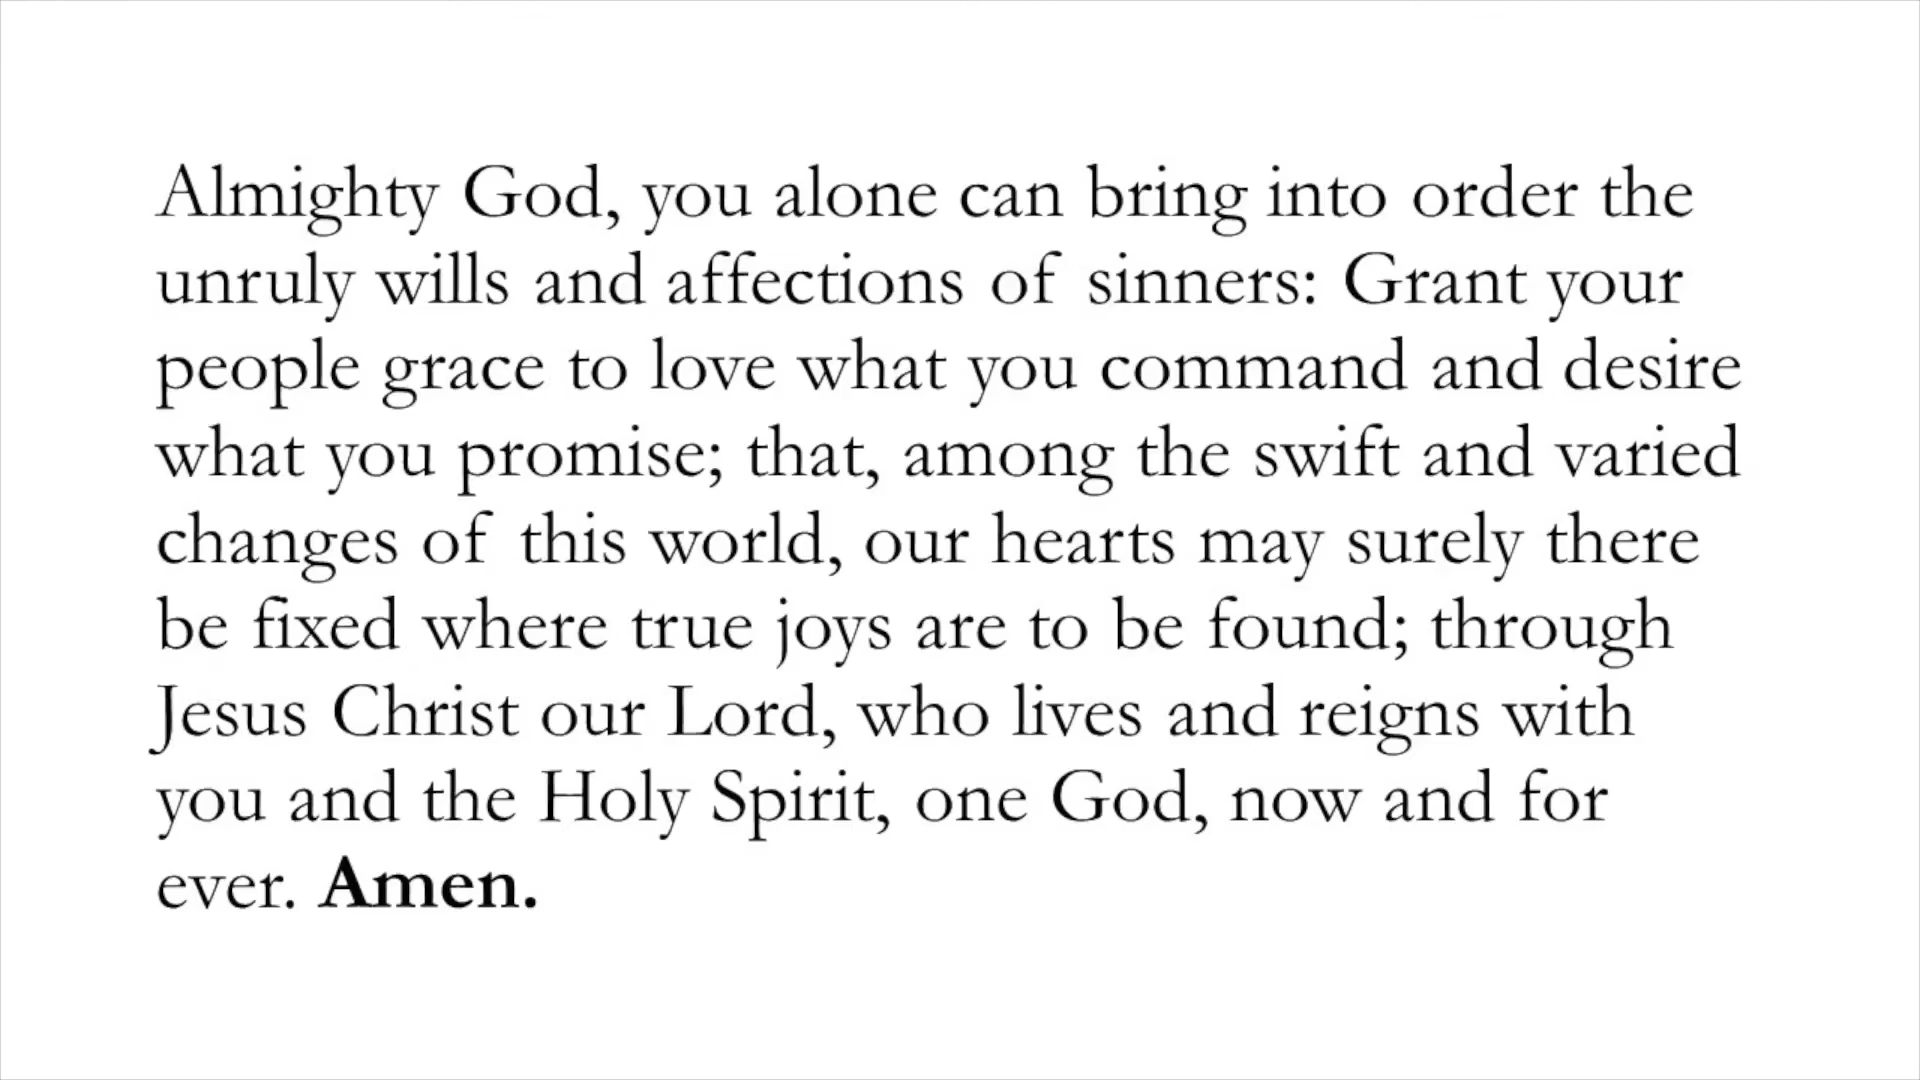 Almighty God, you alone can bring into order the
unruly wills and affections of sinners: Grant your
people grace to love what you command and desire
what you promise; that, among the swift and varied
changes of this world, our hearts may surely there
be fixed where true joys are to be found; through
Jesus Christ our Lord, who lives and reigns with
you and the Holy Spirit, one God, now and for
ever. Amen.